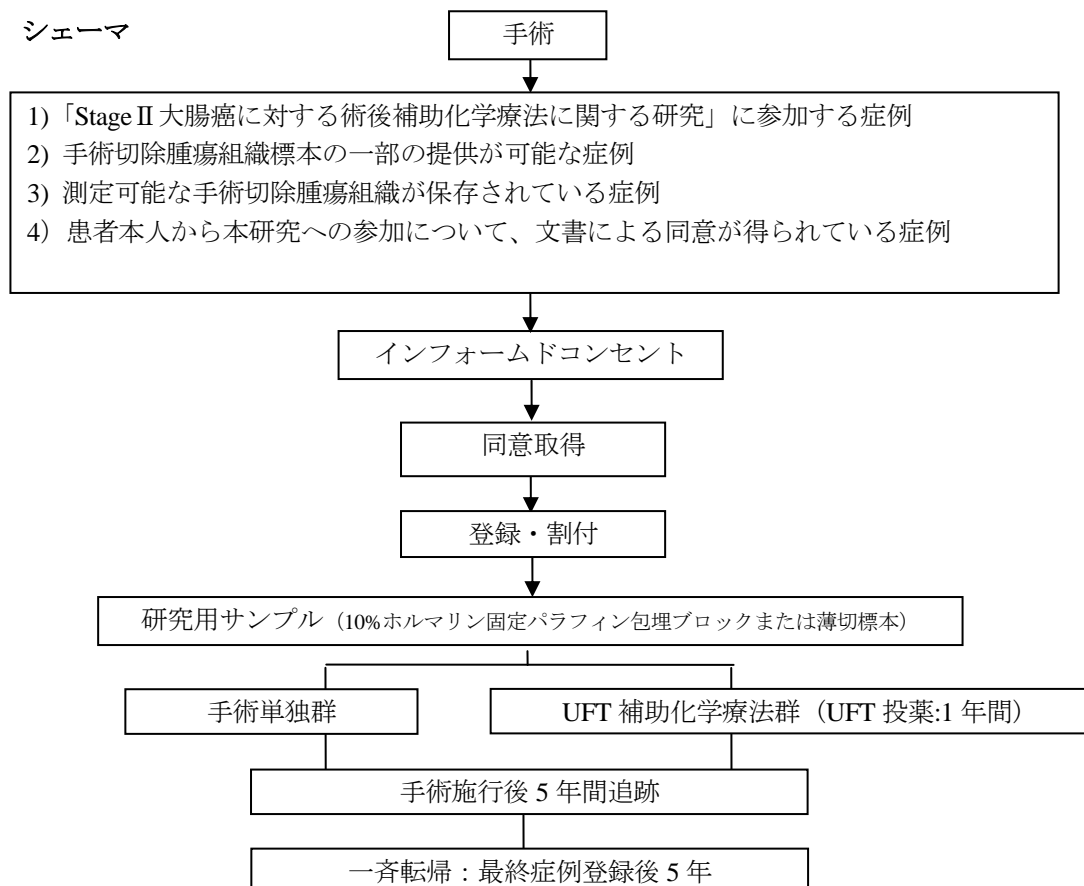 シェーマ
手術
1)「Stage Ⅱ 大腸癌に対する術後補助化学療法に関する研究」に参加する症例
2) 手術切除腫瘍組織標本の一部の提供が可能な症例
3) 測定可能な手術切除腫瘍組織が保存されている症例
4）患者本人から本研究への参加について、文書による同意が得られている症例
インフォームドコンセント
同意取得
登録・割付
研究用サンプル（10%ホルマリン固定パラフィン包埋ブロックまたは薄切標本）
手術単独群
UFT 補助化学療法群（UFT 投薬:1 年間）
手術施行後 5 年間追跡
一斉転帰：最終症例登録後 5 年